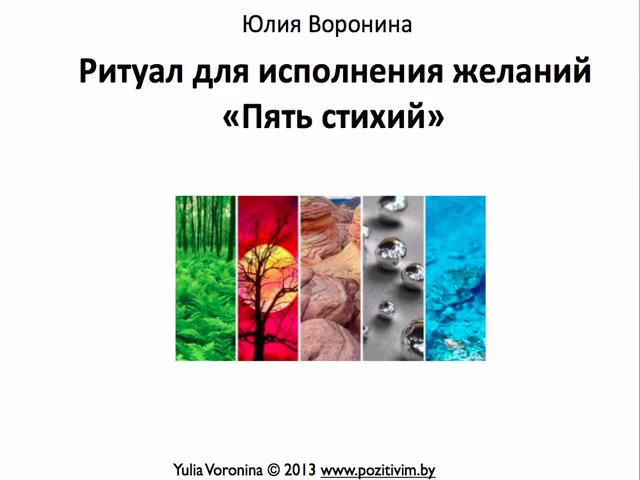 Юлия Воронина
Ритуал для исполнения желаний
«Пять стихий»
Yulia Voronina © 2013 www.pozitivim.by